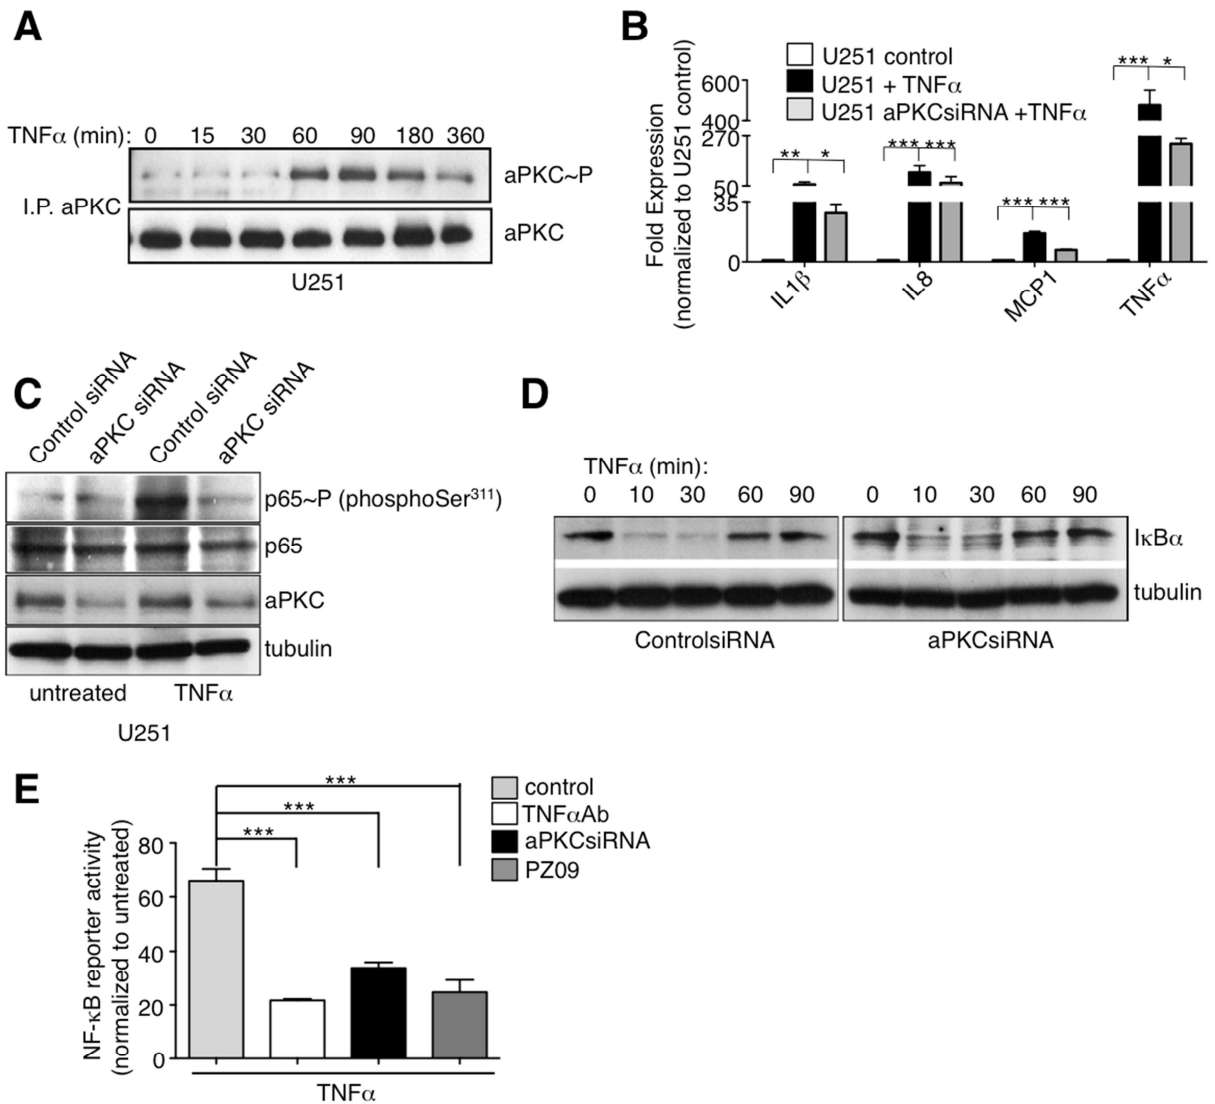 A
TNFα (min): 0 15 30 60 90 180 360
aPKC~P
I.P. aPKC
aPKC
U251
B
U251 control
U251 + TNFα
U251 aPKCsiRNA +TNFα
Fold Expression
(normalized to U251 control)
600
400
270
50
35
0
** *
*** ***
*** ***
*** *
IL1β IL8 MCP1 TNFα
C
Control siRNA aPKC siRNA Control siRNA aPKC siRNA
p65~P (phosphoSer³¹¹)
p65
aPKC
tubulin
untreated TNFα
U251
D
TNFα (min):
0 10 30 60 90 0 10 30 60 90
IκBα
tubulin
ControlsiRNA aPKCsiRNA
E
control
TNFαAb
aPKCsiRNA
PZ09
NF-κB reporter activity
(normalized to untreated)
***
***
***
80
60
40
20
0
TNFα